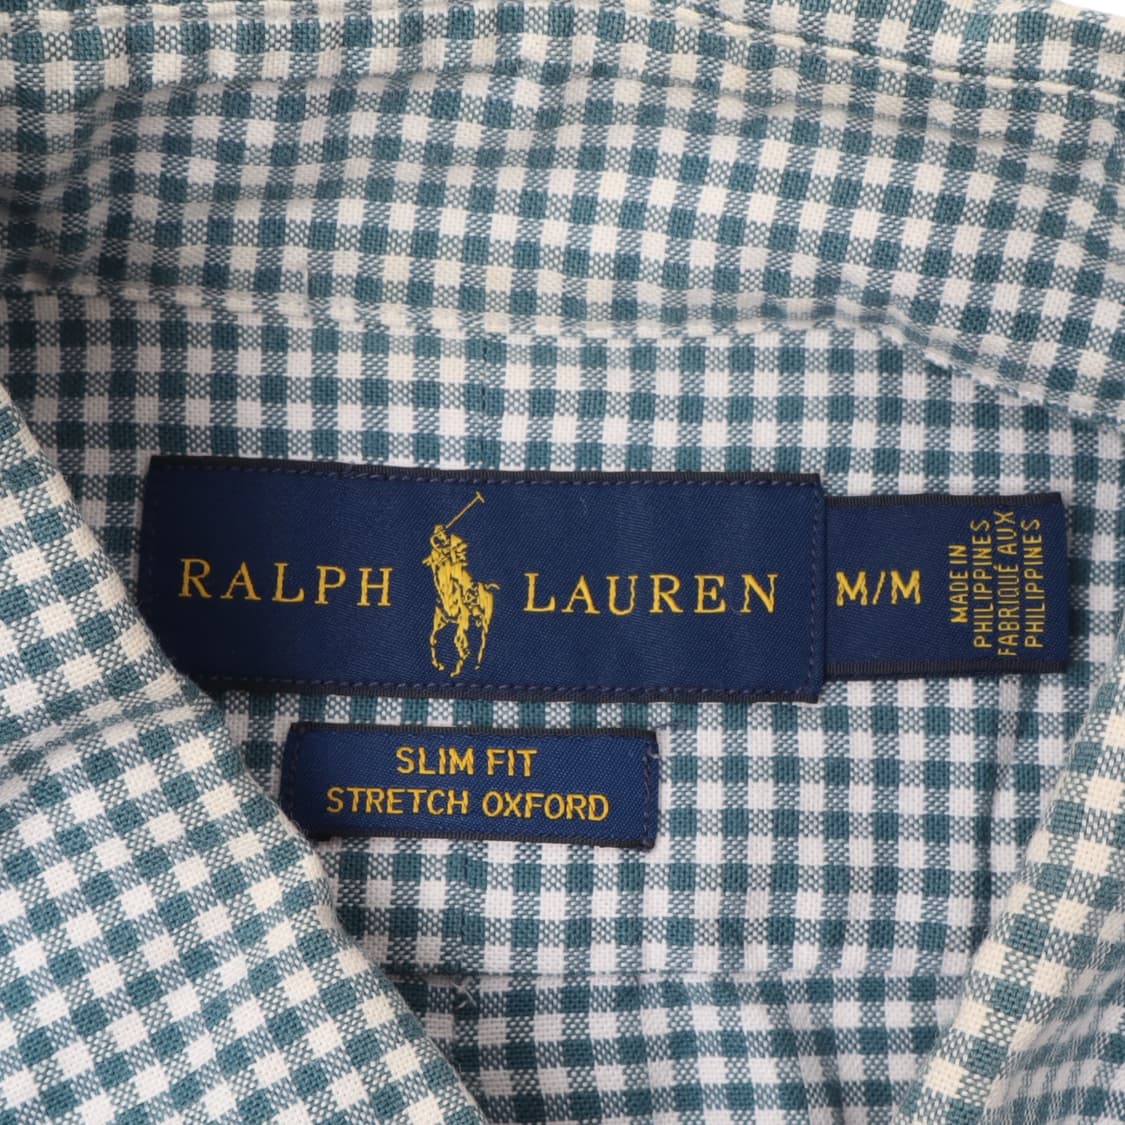 RALPH LAUREN
M/M
MADE IN
PHILIPPINES
FABRIQUÉ AUX
PHILIPPINES
SLIM FIT
STRETCH OXFORD